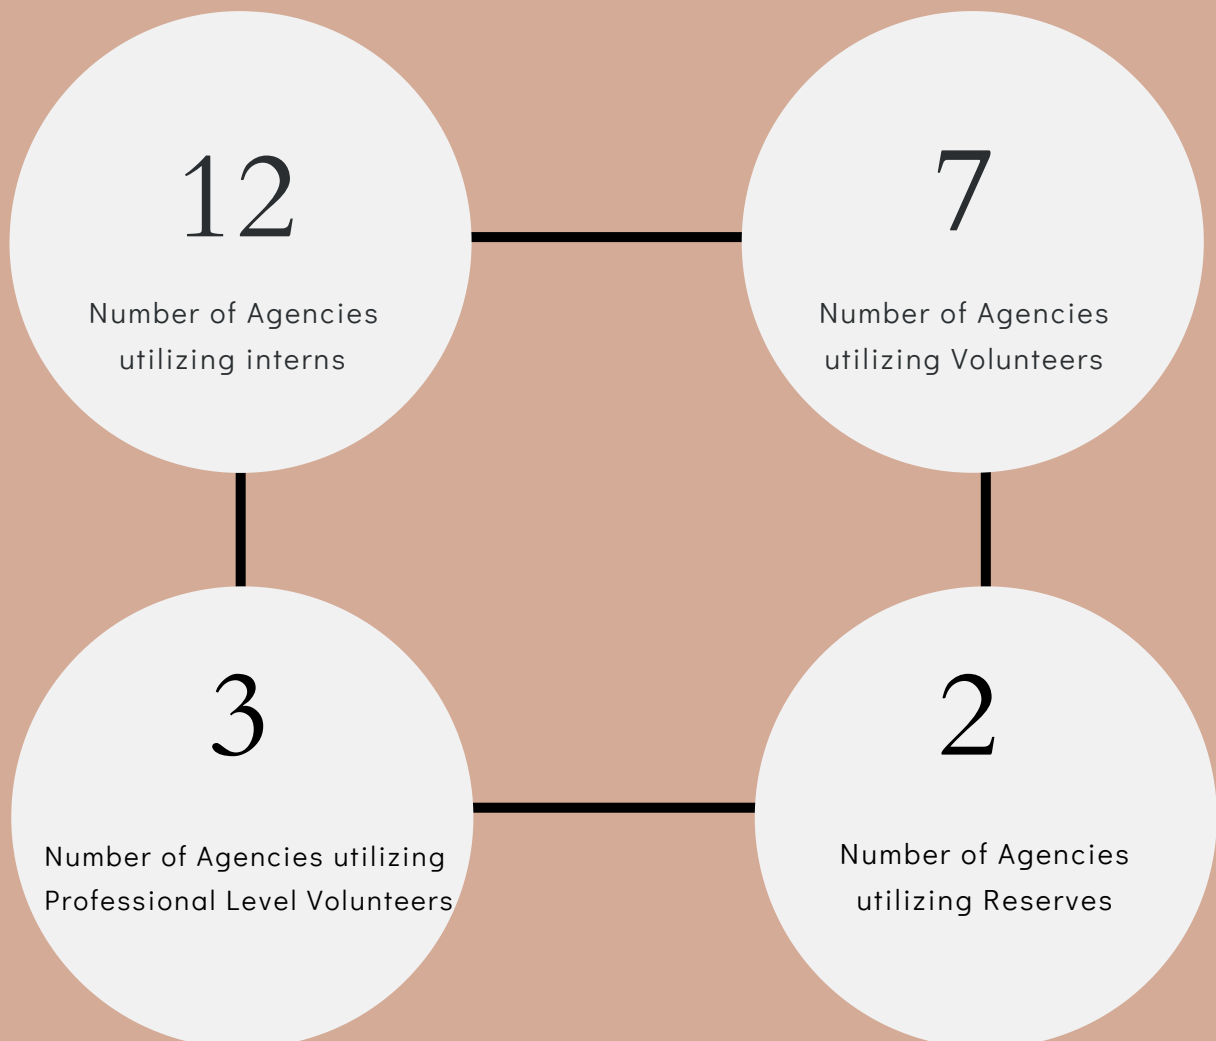 12
Number of Agencies
utilizing interns
7
Number of Agencies
utilizing Volunteers
3
Number of Agencies utilizing
Professional Level Volunteers
2
Number of Agencies
utilizing Reserves